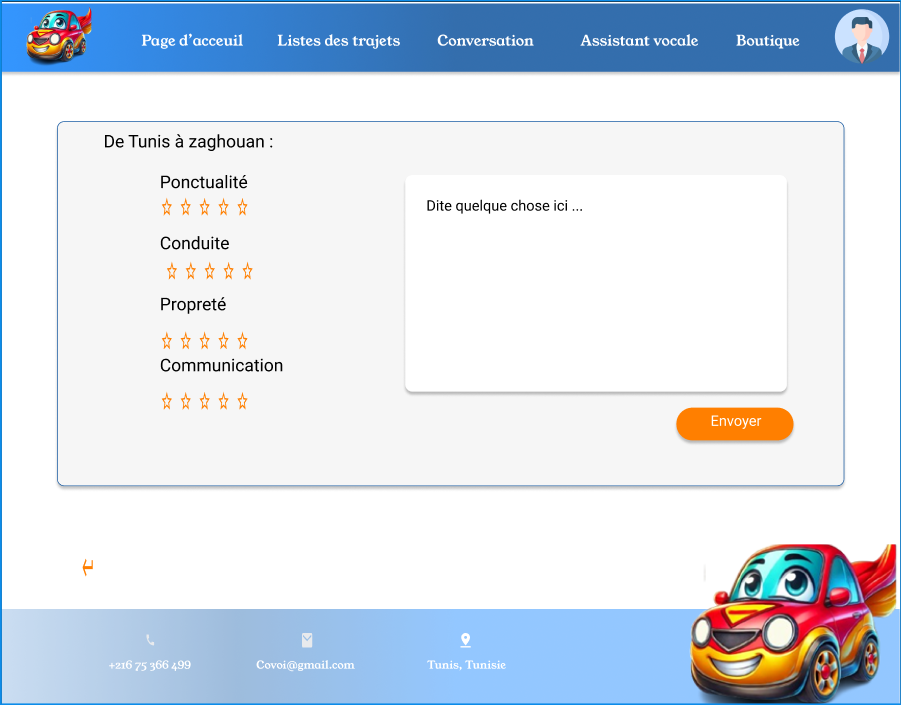 Page d'acceuil
Listes des trajets
Conversation
Assistant vocale
Boutique
De Tunis à zaghouan :
Ponctualité
Conduite
Propreté
Communication
Dite quelque chose ici ...
Envoyer
+216 75 366 499
Covoi@gmail.com
Tunis, Tunisie